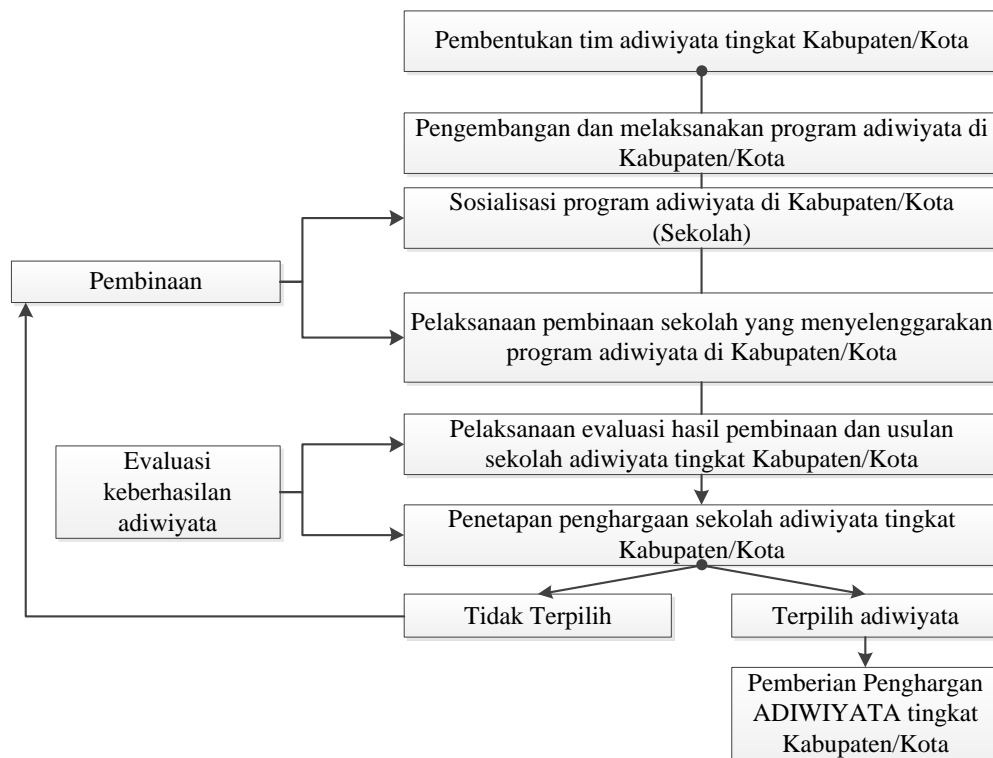 Pembentukan tim adiwiyata tingkat Kabupaten/Kota
Pengembangan dan melaksanakan program adiwiyata di
Kabupaten/Kota
Sosialisasi program adiwiyata di Kabupaten/Kota
(Sekolah)
Pembinaan
Pelaksanaan pembinaan sekolah yang menyelenggarakan
program adiwiyata di Kabupaten/Kota
Pelaksanaan evaluasi hasil pembinaan dan usulan
sekolah adiwiyata tingkat Kabupaten/Kota
Evaluasi
keberhasilan
adiwiyata
Penetapan penghargaan sekolah adiwiyata tingkat
Kabupaten/Kota
Tidak Terpilih
Terpilih adiwiyata
Pemberian Penghargan
ADIWIYATA tingkat
Kabupaten/Kota